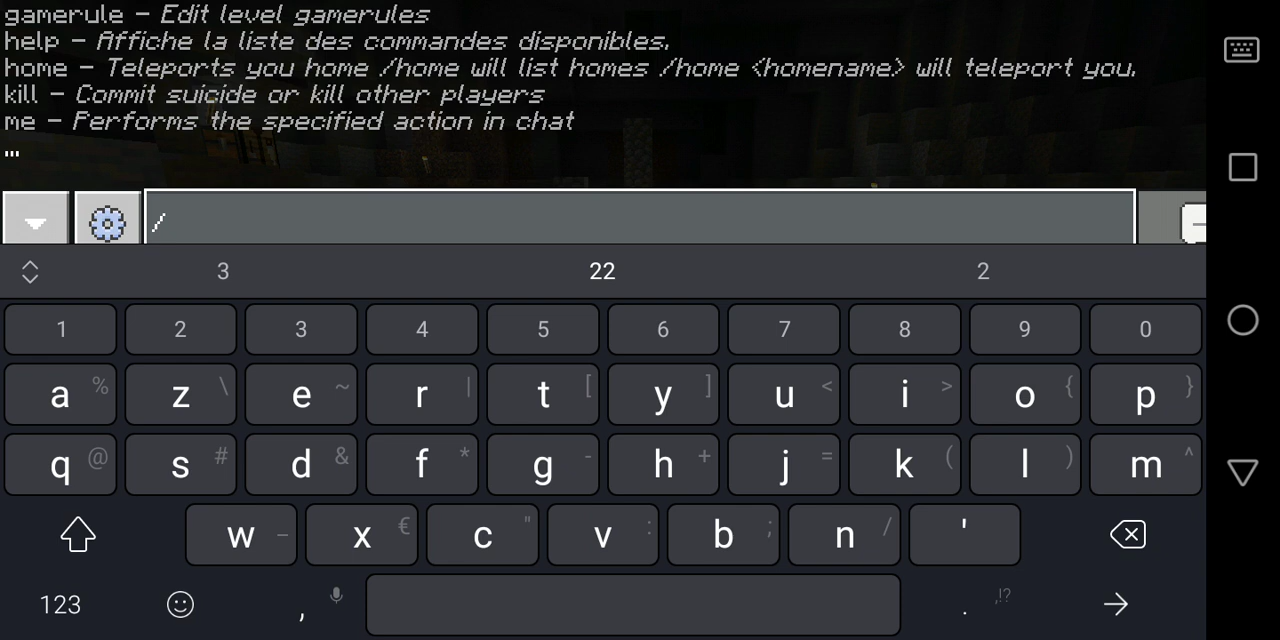 gamerule - Edit level gamerules
help - Affiche la liste des commandes disponibles.
home - Teleports you home /home will list homes /home <homename> will teleport you.
kill - Commit suicide or kill other players
me - Performs the specified action in chat
...
/
3 22 2
1 2 3 4 5 6 7 8 9 0
a % z \ e ~ r | t [ y ] u < i > o { p }
q @ s # d & f * g - h + j = k ( l ) m ^
w _ x € c " v : b ; n / '
123 , . ,!?